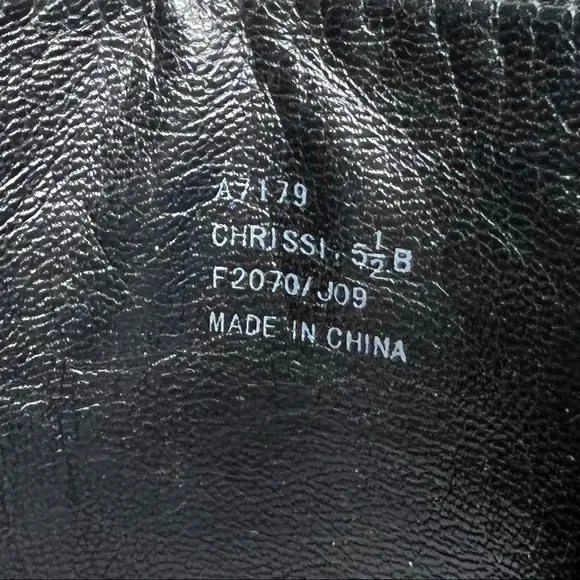 A7179
CHRISSI 5½B
F2070/J09
MADE IN CHINA